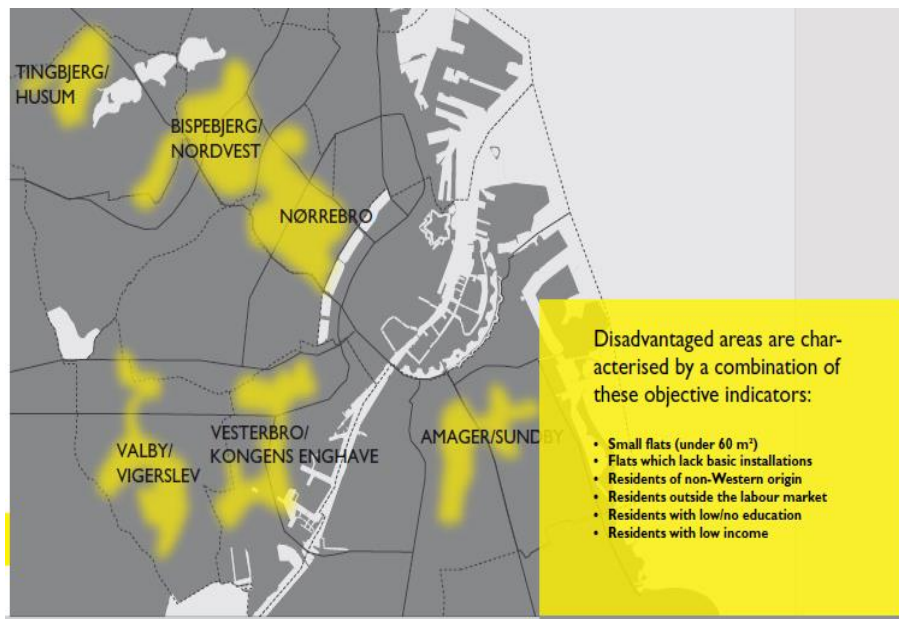 TINGBJERG/
HUSUM
BISPEBJERG/
NORDVEST
NØRREBRO
VALBY/
VIGERSLEV
VESTERBRO/
KONGENS ENGHAVE
AMAGER/SUNDBY
Disadvantaged areas are char-
acterised by a combination of
these objective indicators:
• Small flats (under 60 m²)
• Flats which lack basic installations
• Residents of non-Western origin
• Residents outside the labour market
• Residents with low/no education
• Residents with low income